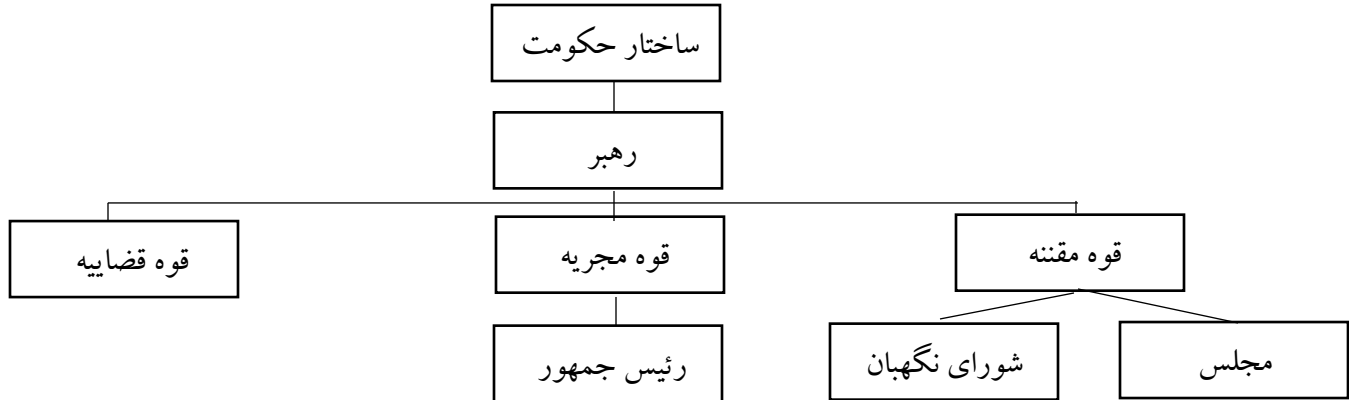 ساختار حکومت
رهبر
قوه مقننه
قوه مجریه
قوه قضاییه
مجلس
شورای نگهبان
رئیس جمهور